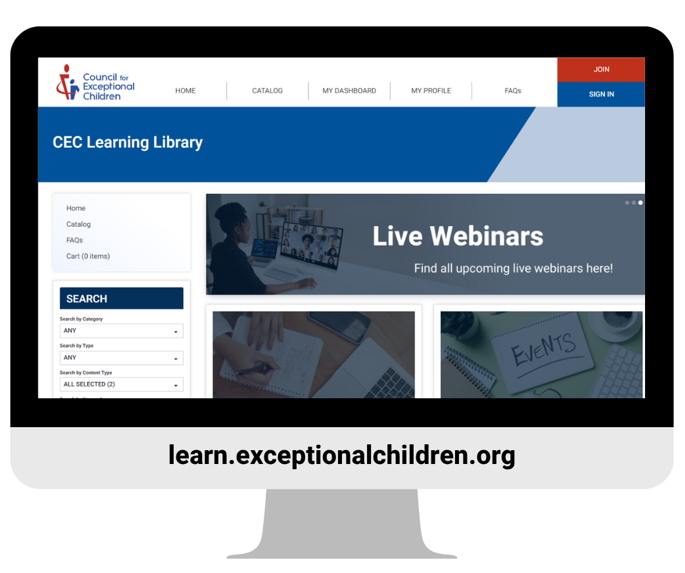 Council for
Exceptional
Children
HOME
CATALOG
MY DASHBOARD
MY PROFILE
FAQs
JOIN
SIGN IN
CEC Learning Library
Home
Catalog
FAQs
Cart (0 items)
SEARCH
Search by Category
ANY
Search by Type
ANY
Search by Content Type
ALL SELECTED (2)
Live Webinars
Find all upcoming live webinars here!
EVENTS
learn.exceptionalchildren.org